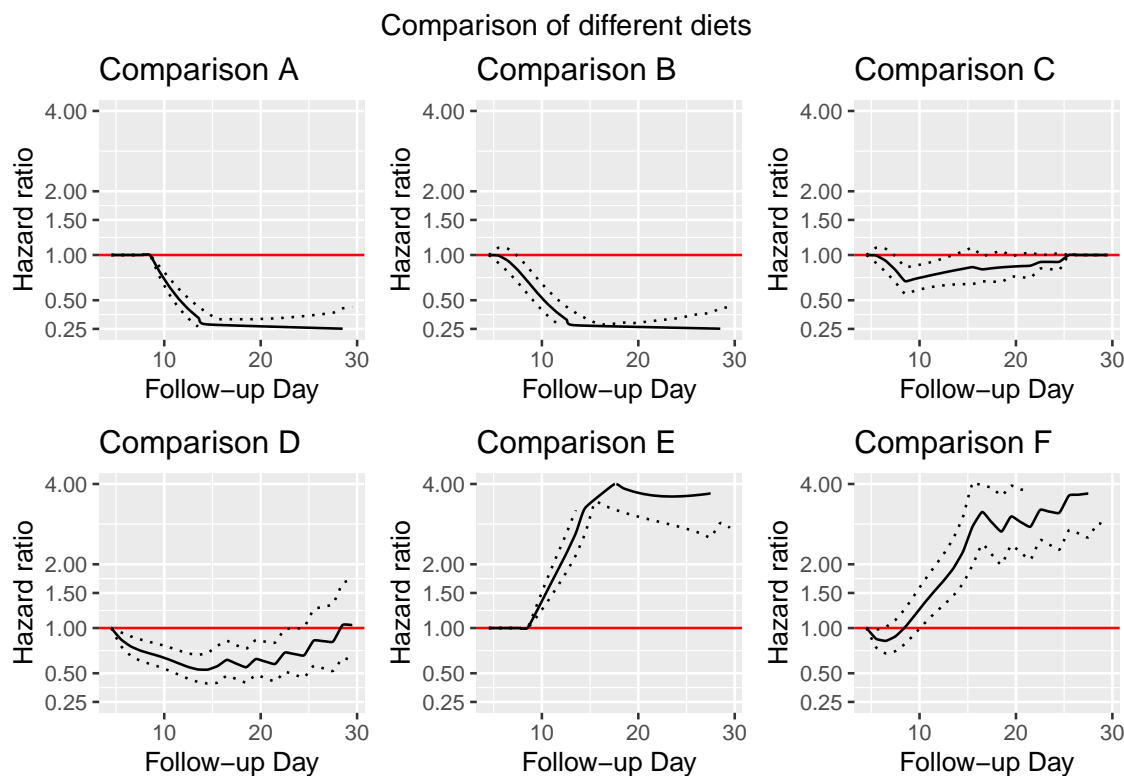 Comparison of different diets
Comparison A
Comparison B
Comparison C
Hazard ratio
4.00
2.00
1.50
1.00
0.50
0.25
10
20
30
Follow−up Day
Hazard ratio
4.00
2.00
1.50
1.00
0.50
0.25
10
20
30
Follow−up Day
Hazard ratio
4.00
2.00
1.50
1.00
0.50
0.25
10
20
30
Follow−up Day
Comparison D
Comparison E
Comparison F
Hazard ratio
4.00
2.00
1.50
1.00
0.50
0.25
10
20
30
Follow−up Day
Hazard ratio
4.00
2.00
1.50
1.00
0.50
0.25
10
20
30
Follow−up Day
Hazard ratio
4.00
2.00
1.50
1.00
0.50
0.25
10
20
30
Follow−up Day